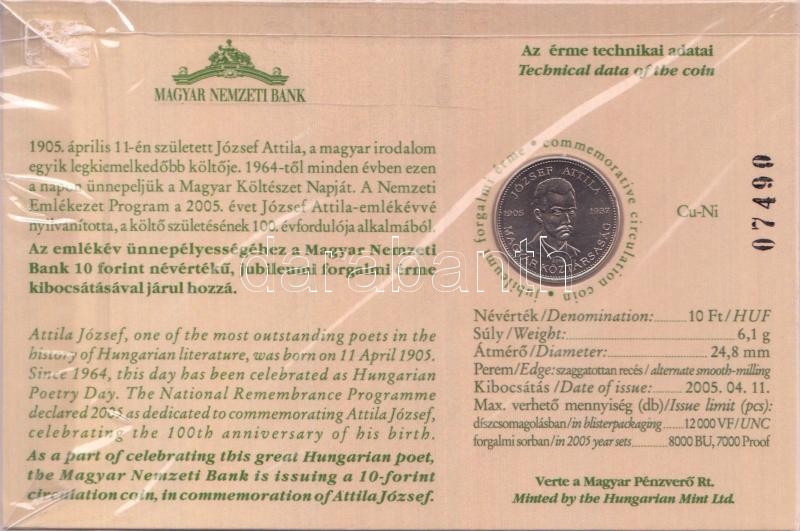 MAGYAR NEMZETI BANK
1905. április 11-én született József Attila, a magyar irodalom
egyik legkiemelkedőbb költője. 1964-től minden évben ezen
a napon ünnepeljük a Magyar Költészet Napját. A Nemzeti
Emlékezet Program a 2005. évet József Attila-emlékévvé
nyilvánította, a költő születésének 100. évfordulója alkalmából.
Az emlékév ünnepélyességéhez a Magyar Nemzeti
Bank 10 forint névértékű, jubileumi forgalmi érme
kibocsátásával járul hozzá.
Attila József, one of the most outstanding poets in the
history of Hungarian literature, was born on 11 April 1905.
Since 1964, this day has been celebrated as Hungarian
Poetry Day. The National Remembrance Programme
declared 2005 as dedicated to commemorating Attila József,
celebrating the 100th anniversary of his birth.
As a part of celebrating this great Hungarian poet,
the Magyar Nemzeti Bank is issuing a 10-forint
circulation coin, in commemoration of Attila József.
Az érme technikai adatai
Technical data of the coin
jubileumi forgalmi érme • commemorative circulation coin •
JÓZSEF ATTILA
1905 1937
MAGYAR KÖZTÁRSASÁG
Cu-Ni
07499
Névérték/Denomination: 10 Ft/HUF
Súly/Weight: 6,1 g
Átmérő/Diameter: 24,8 mm
Perem/Edge: szaggatottan recés/alternate smooth-milling
Kibocsátás/Date of issue: 2005. 04. 11.
Max. verhető mennyiség (db)/Issue limit (pcs):
díszcsomagolásban/in blisterpackaging 12 000 VF/UNC
forgalmi sorban/in 2005 year sets 8000 BU, 7000 Proof
Verte a Magyar Pénzverő Rt.
Minted by the Hungarian Mint Ltd.
darabanth.com